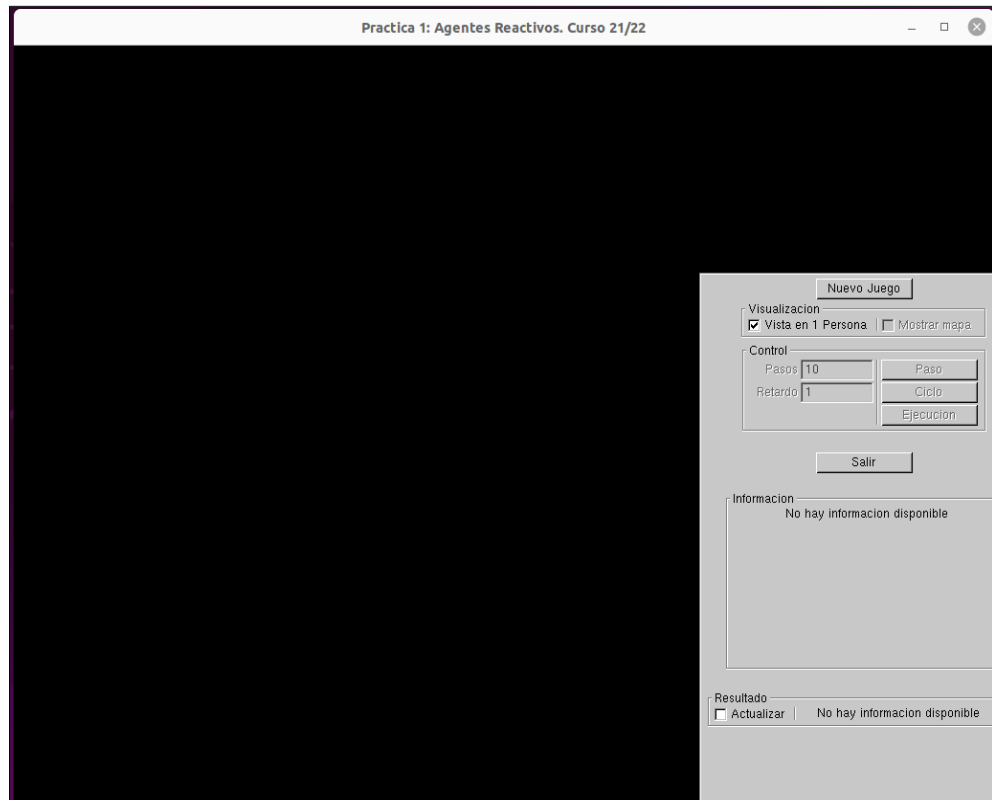 Practica 1: Agentes Reactivos. Curso 21/22
Nuevo Juego
Visualizacion
Vista en 1 Persona
Mostrar mapa
Control
Pasos 10
Paso
Retardo 1
Ciclo
Ejecucion
Salir
Informacion
No hay informacion disponible
Resultado
Actualizar
No hay informacion disponible